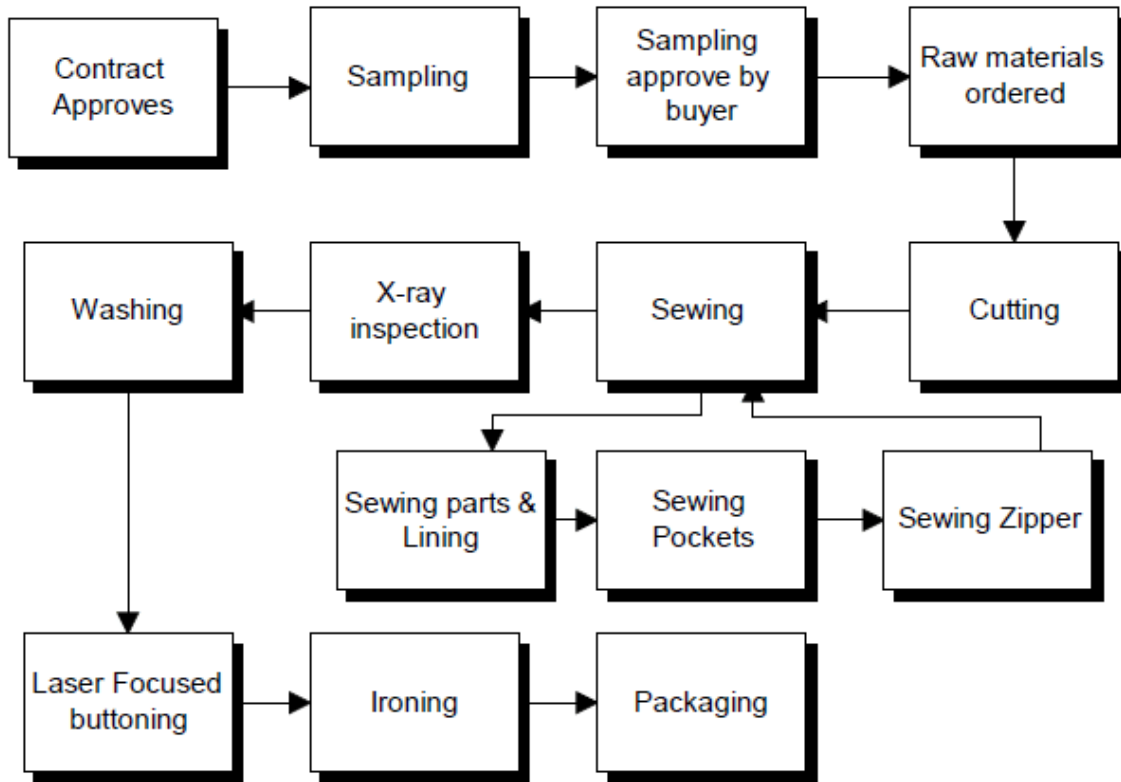 Contract
Approves
Sampling
Sampling
approve by
buyer
Raw materials
ordered
Washing
X-ray
inspection
Sewing
Cutting
Sewing parts &
Lining
Sewing
Pockets
Sewing Zipper
Laser Focused
buttoning
Ironing
Packaging